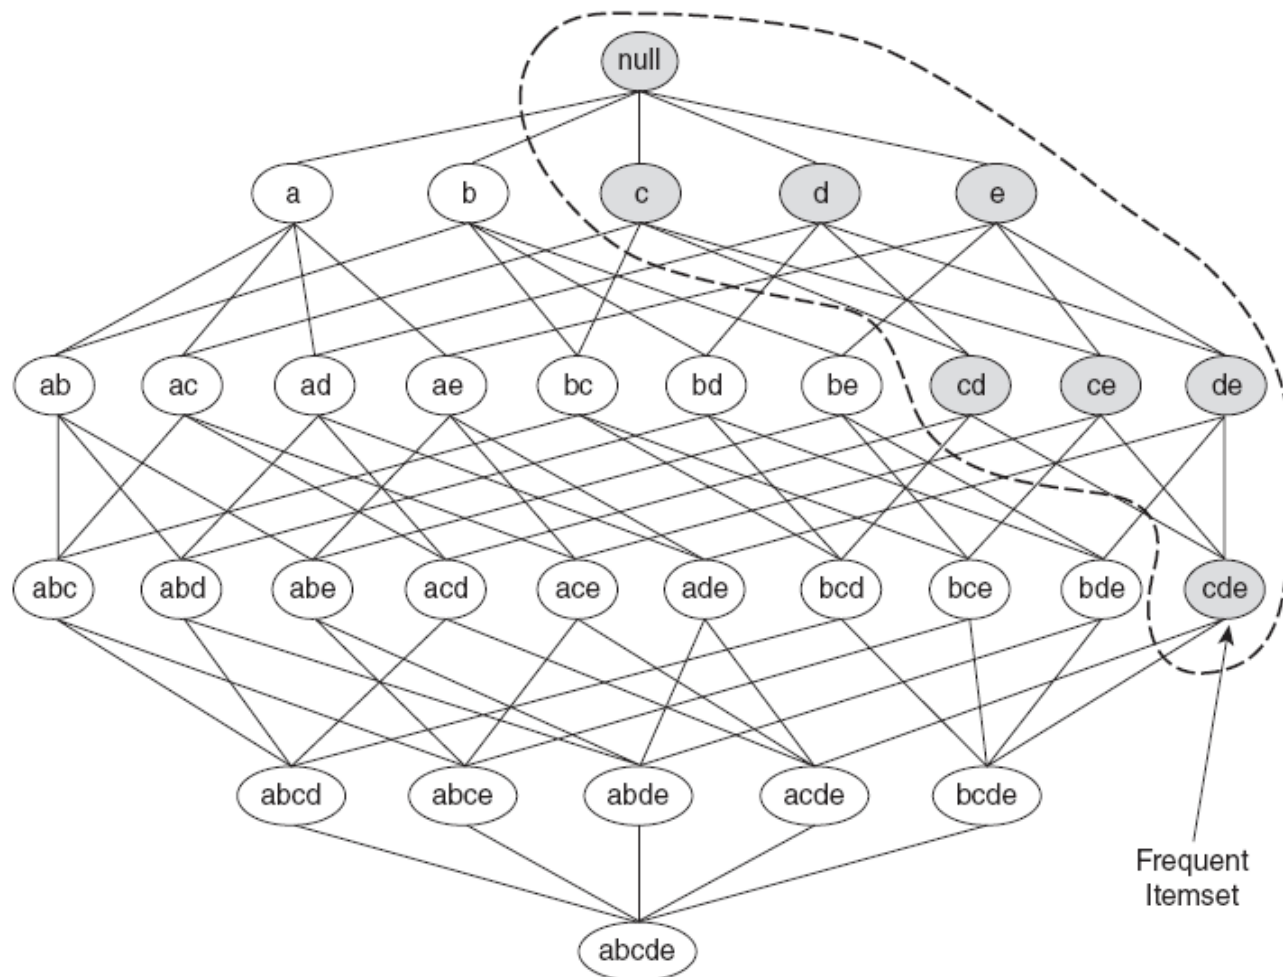 null
a b c d e
ab ac ad ae bc bd be cd ce de
abc abd abe acd ace ade bcd bce bde cde
abcd abce abde acde bcde
Frequent
Itemset
abcde